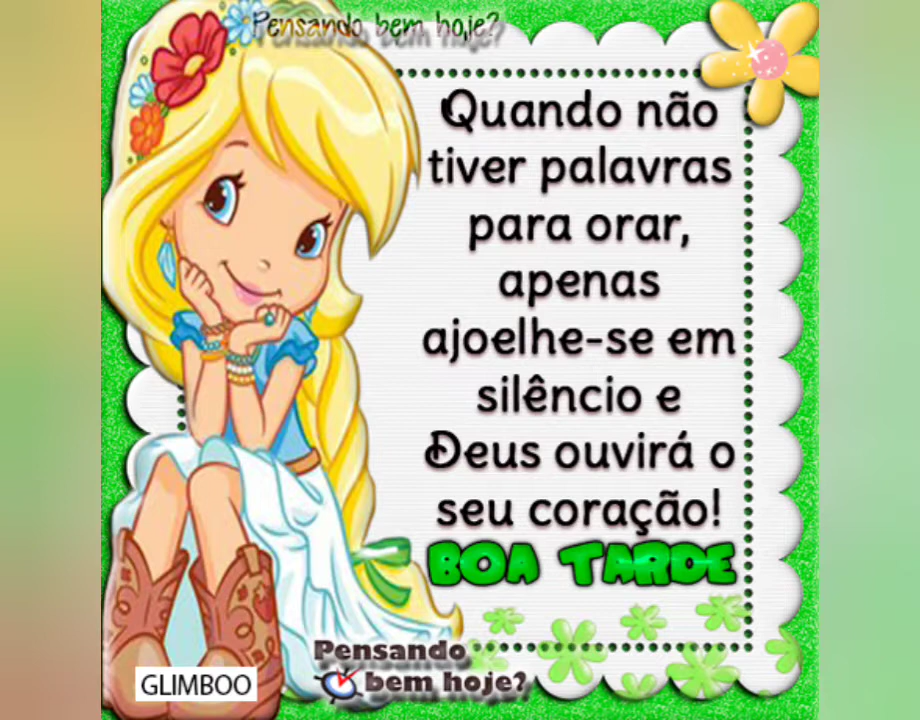 Pensando bem hoje?
Quando não
tiver palavras
para orar,
apenas
ajoelhe-se em
silêncio e
Deus ouvirá o
seu coração!
BOA TARDE
Pensando
bem hoje?
GLIMBOO